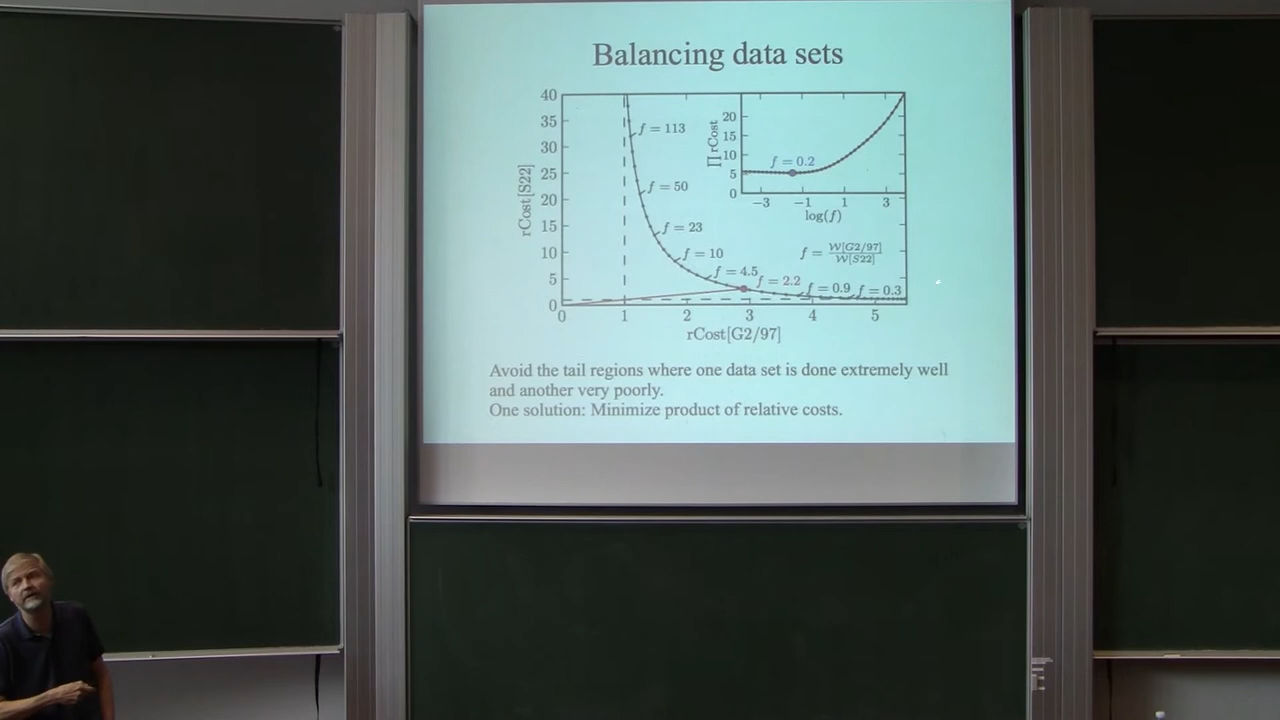 Balancing data sets
40
35
30
25
20
15
10
5
0
rCost[S22]
0 1 2 3 4 5
rCost[G2/97]
f = 113
f = 50
f = 23
f = 10
f = 4.5
f = 2.2
f = 0.9
f = 0.3
f = W[G2/97] / W[S22]
20
15
10
5
0
∏ rCost
f = 0.2
−3 −1 1 3
log(f)
Avoid the tail regions where one data set is done extremely well
and another very poorly.
One solution: Minimize product of relative costs.